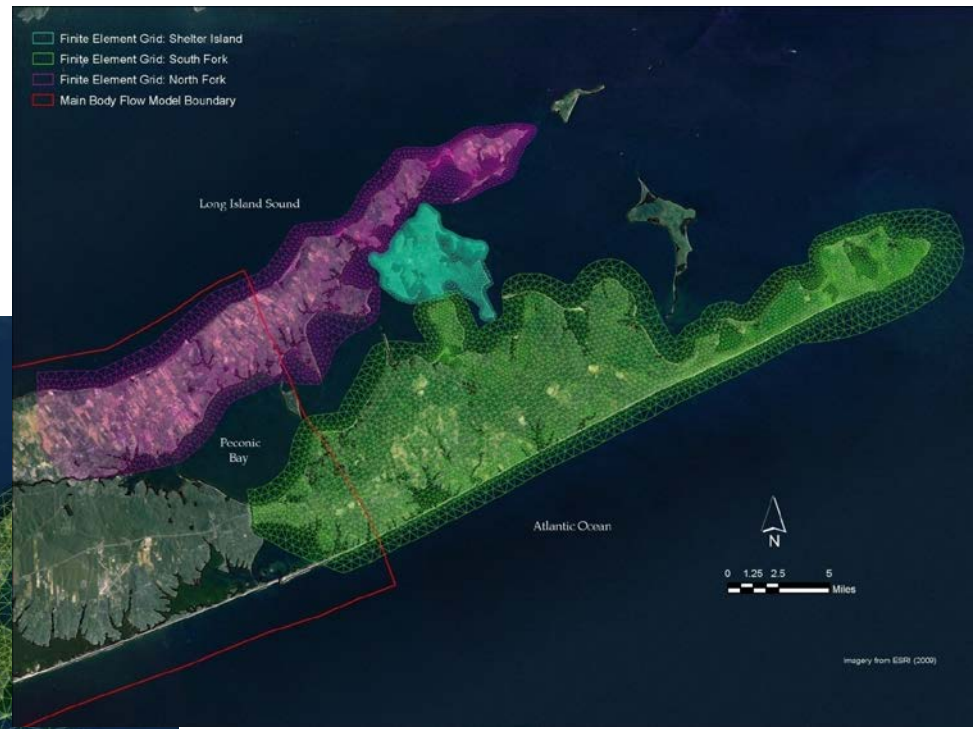 Finite Element Grid: Shelter Island
Finite Element Grid: South Fork
Finite Element Grid: North Fork
Main Body Flow Model Boundary
Long Island Sound
Peconic
Bay
Atlantic Ocean
N
0 1.25 2.5 5
Miles
Imagery from ESRI (2009)